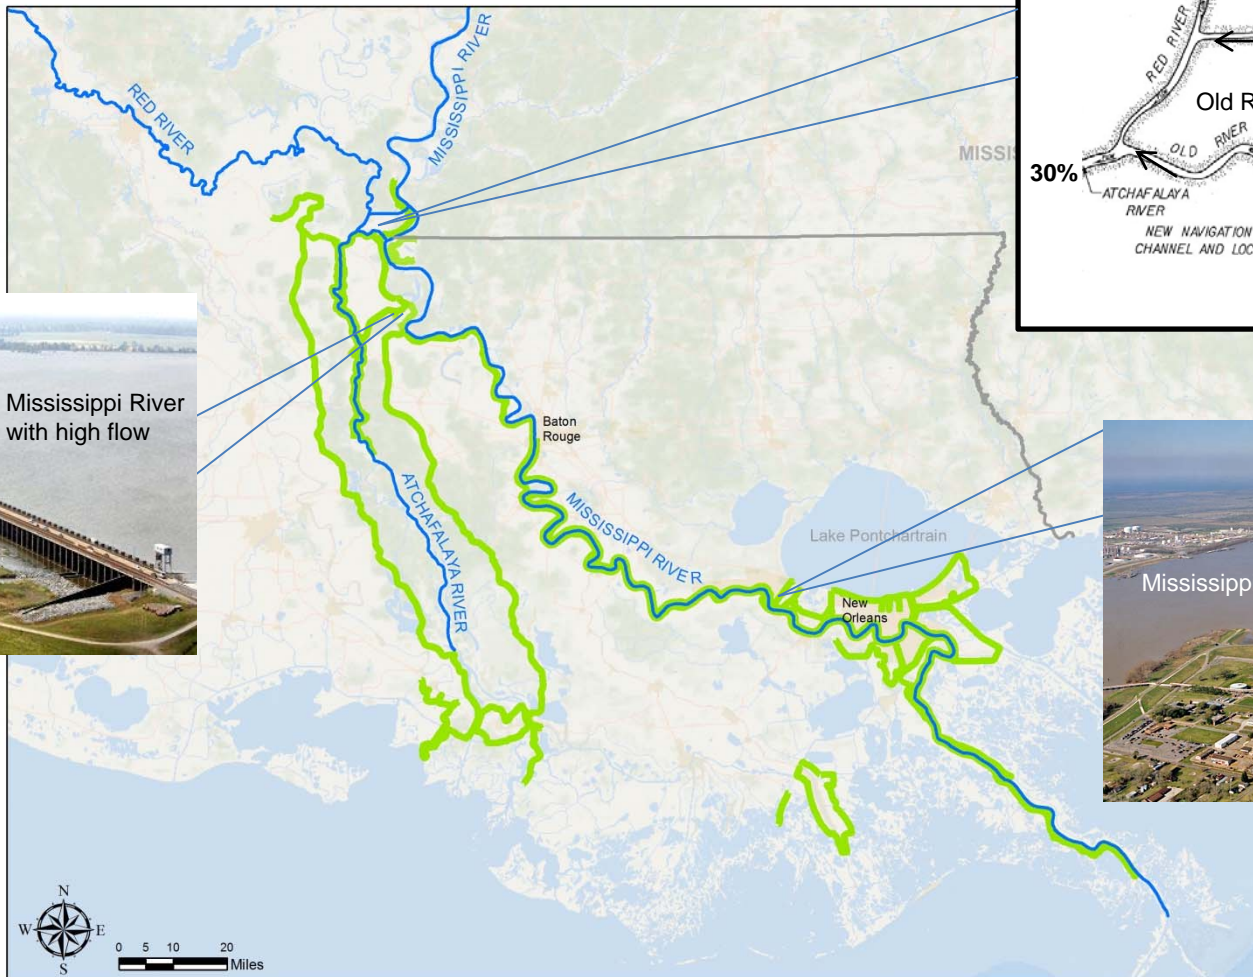 RED RIVER
MISSISSIPPI RIVER
RED RIVER
Old R
OLD RIVER
30%
ATCHAFALAYA
RIVER
NEW NAVIGATION
CHANNEL AND LOC
MISSIS
Mississippi River
with high flow
Baton
Rouge
ATCHAFALAYA RIVER
MISSISSIPPI RIVER
Lake Pontchartrain
New
Orleans
Mississipp
N
W
E
S
0 5 10 20
Miles